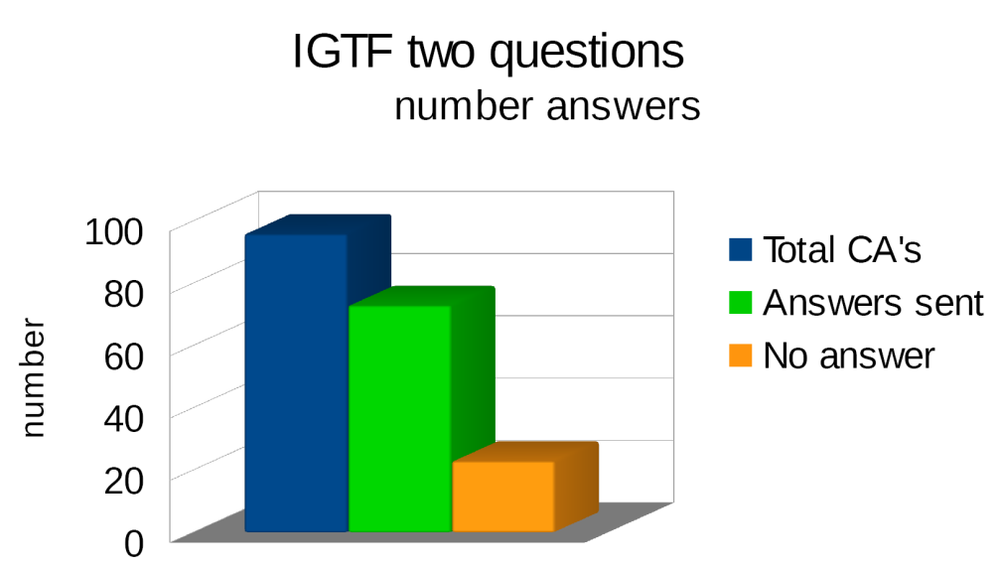 IGTF two questions
number answers
100
80
60
40
20
0
number
Total CA's
Answers sent
No answer